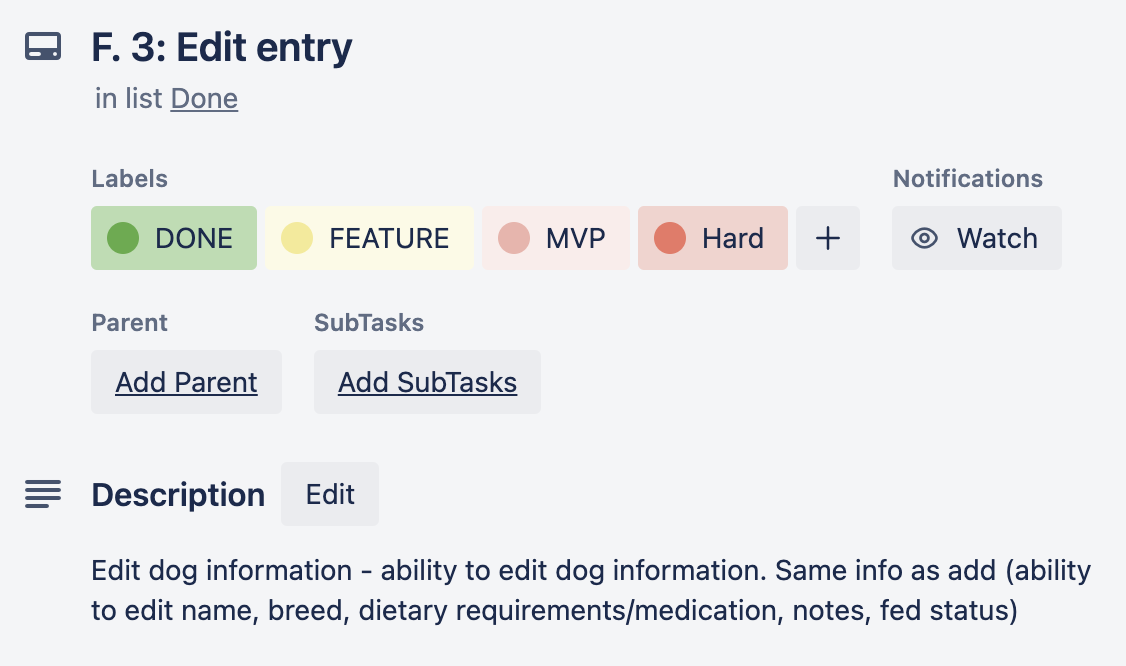 F. 3: Edit entry
in list Done
Labels
Notifications
DONE FEATURE MVP Hard + Watch
Parent
SubTasks
Add Parent
Add SubTasks
Description Edit
Edit dog information - ability to edit dog information. Same info as add (ability
to edit name, breed, dietary requirements/medication, notes, fed status)